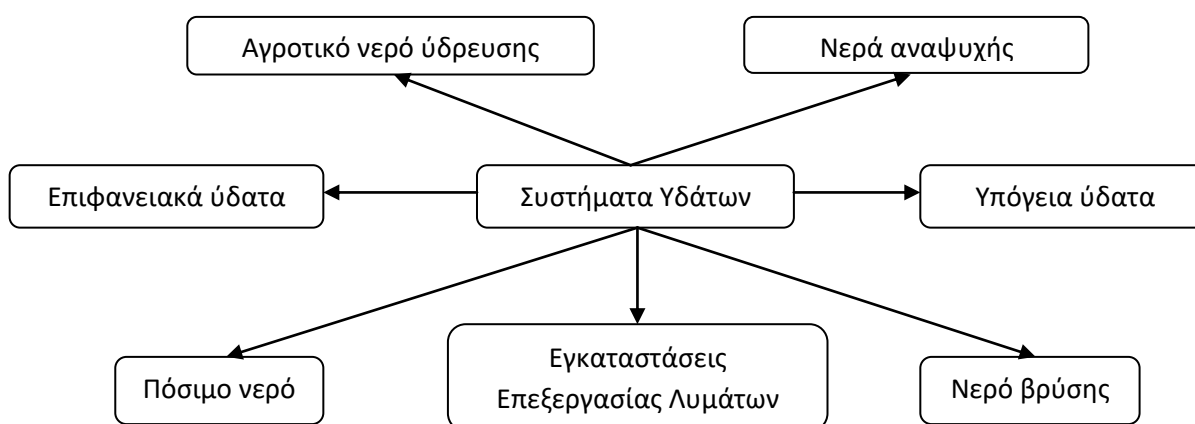 Αγροτικό νερό ύδρευσης
Νερά αναψυχής
Επιφανειακά ύδατα
Συστήματα Υδάτων
Υπόγεια ύδατα
Πόσιμο νερό
Εγκαταστάσεις
Επεξεργασίας Λυμάτων
Νερό βρύσης